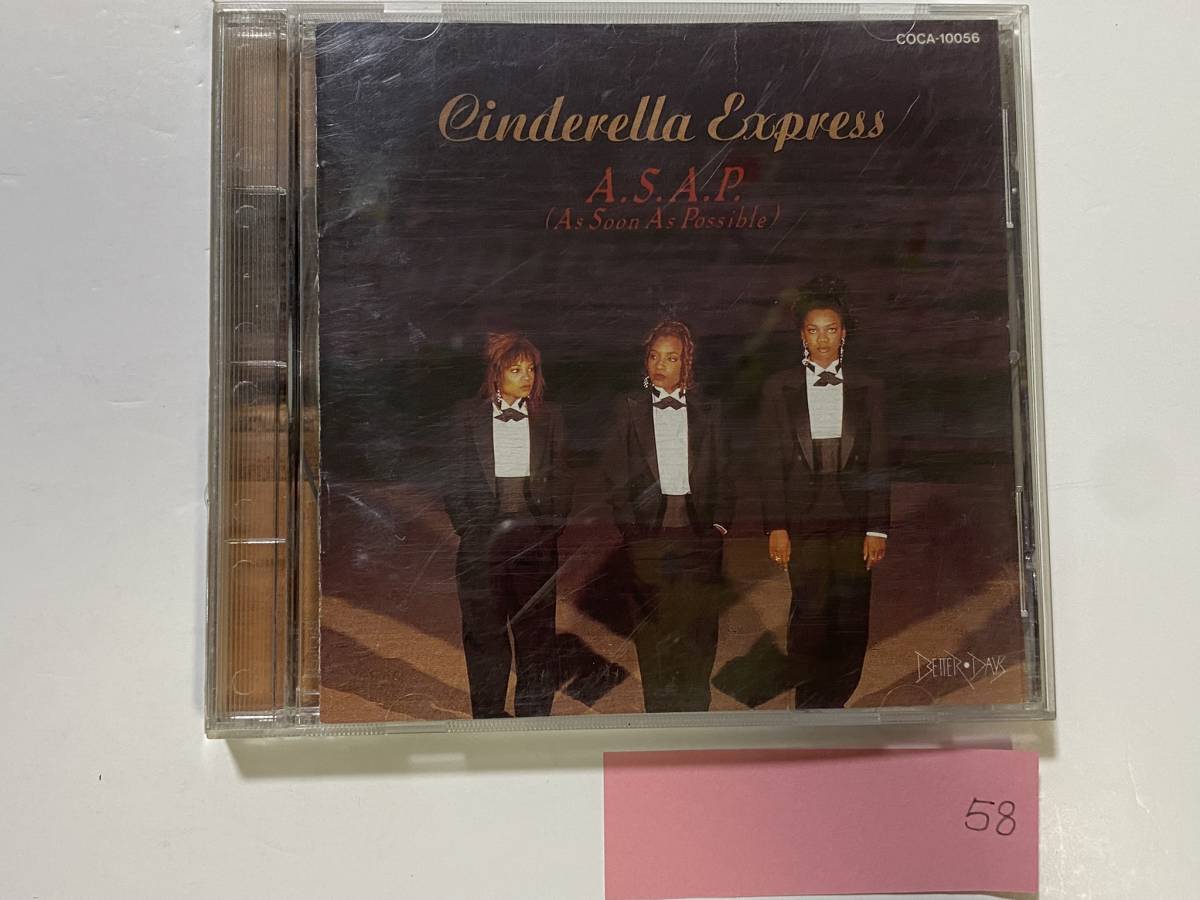 COCA-10056
Cinderella Express
A.S.A.P.
(As Soon As Possible)
BETTER•DAYS
58